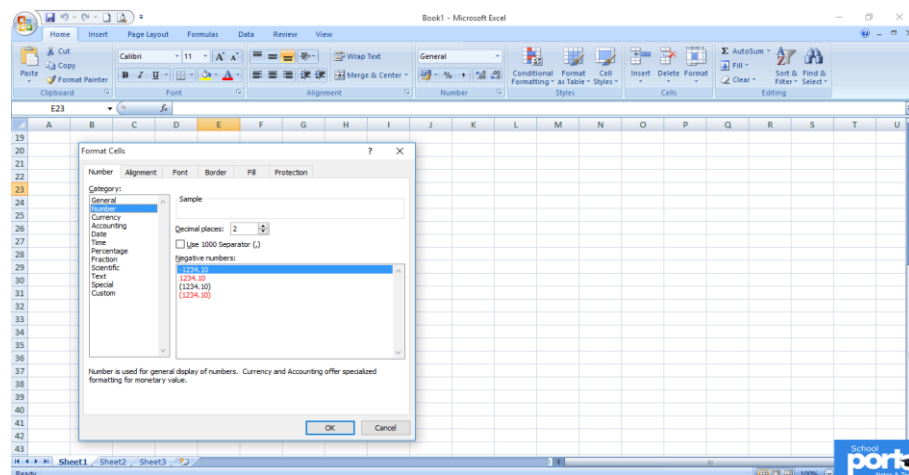 Book1 - Microsoft Excel
Home Insert Page Layout Formulas Data Review View
Paste
Cut
Copy
Format Painter
Clipboard
Calibri 11
B I U
Font
Wrap Text
Merge & Center
Alignment
General
$ % ,
Number
Conditional Formatting
Format as Table
Cell Styles
Styles
Insert Delete Format
Cells
Σ AutoSum
Fill
Clear
Sort & Filter
Find & Select
Editing
E23 fx
A B C D E F G H I J K L M N O P Q R S T U
19
20
21
22
23
24
25
26
27
28
29
30
31
32
33
34
35
36
37
38
39
40
41
42
43
Format Cells ? ×
Number Alignment Font Border Fill Protection
Category:
General
Number
Currency
Accounting
Date
Time
Percentage
Fraction
Scientific
Text
Special
Custom
Sample
Decimal places: 2
Use 1000 Separator (,)
Negative numbers:
-1234.10
1234.10
(1234.10)
(1234.10)
Number is used for general display of numbers. Currency and Accounting offer specialized
formatting for monetary value.
OK Cancel
Sheet1 Sheet2 Sheet3
Ready 100%
School